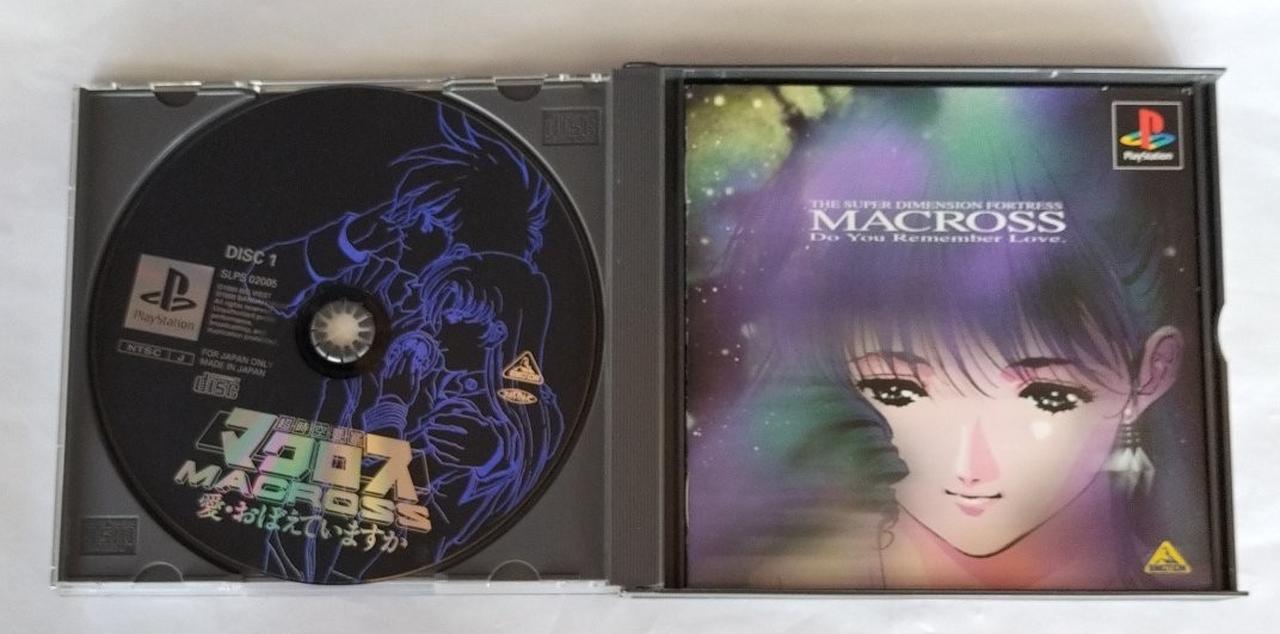 DISC 1
SLPS 02005
PlayStation
NTSC J
FOR JAPAN ONLY
MADE IN JAPAN
disc
超時空要塞
マクロス
MACROSS
愛・おぼえていますか
PlayStation
THE SUPER DIMENSION FORTRESS
MACROSS
Do You Remember Love.
EMOTION